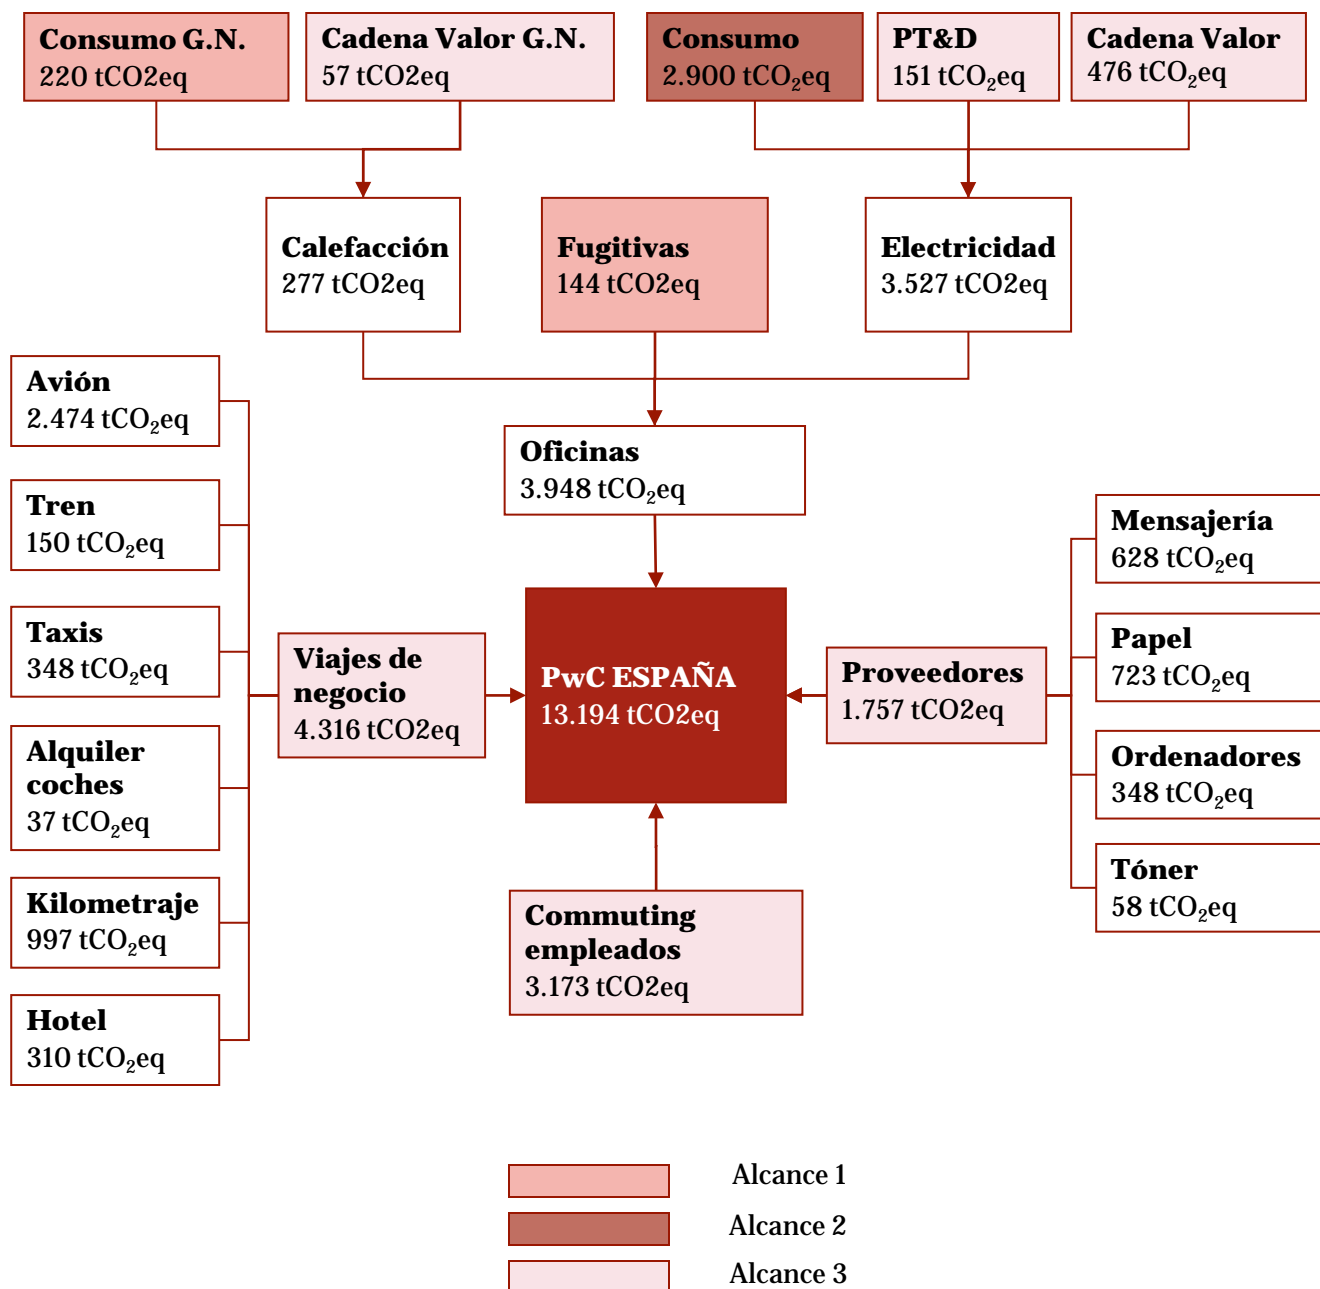 Consumo G.N.
220 tCO2eq
Cadena Valor G.N.
57 tCO2eq
Consumo
2.900 tCO₂eq
PT&D
151 tCO₂eq
Cadena Valor
476 tCO₂eq
Calefacción
277 tCO2eq
Fugitivas
144 tCO2eq
Electricidad
3.527 tCO2eq
Oficinas
3.948 tCO₂eq
Avión
2.474 tCO₂eq
Tren
150 tCO₂eq
Taxis
348 tCO₂eq
Alquiler
coches
37 tCO₂eq
Kilometraje
997 tCO₂eq
Hotel
310 tCO₂eq
Viajes de
negocio
4.316 tCO2eq
PwC ESPAÑA
13.194 tCO2eq
Proveedores
1.757 tCO2eq
Mensajería
628 tCO₂eq
Papel
723 tCO₂eq
Ordenadores
348 tCO₂eq
Tóner
58 tCO₂eq
Commuting
empleados
3.173 tCO2eq
Alcance 1
Alcance 2
Alcance 3